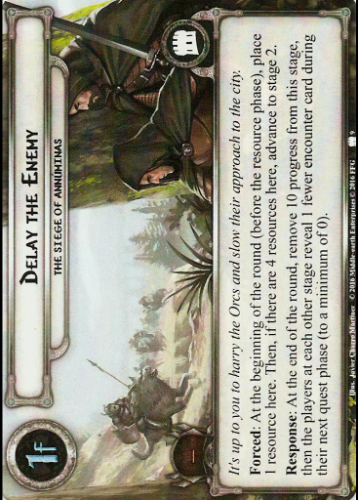 1f
DELAY THE ENEMY
THE SIEGE OF ANNÚMINAS
—
It's up to you to harry the Orcs and slow their approach to the city.
Forced: At the beginning of the round (before the resource phase), place
1 resource here. Then, if there are 4 resources here, advance to stage 2.
Response: At the end of the round, remove 10 progress from this stage,
then the players at each other stage reveal 1 fewer encounter card during
their next quest phase (to a minimum of 0).
Illus. Javier Charro Martínez © 2016 Middle-earth Enterprises © 2016 FFG 9